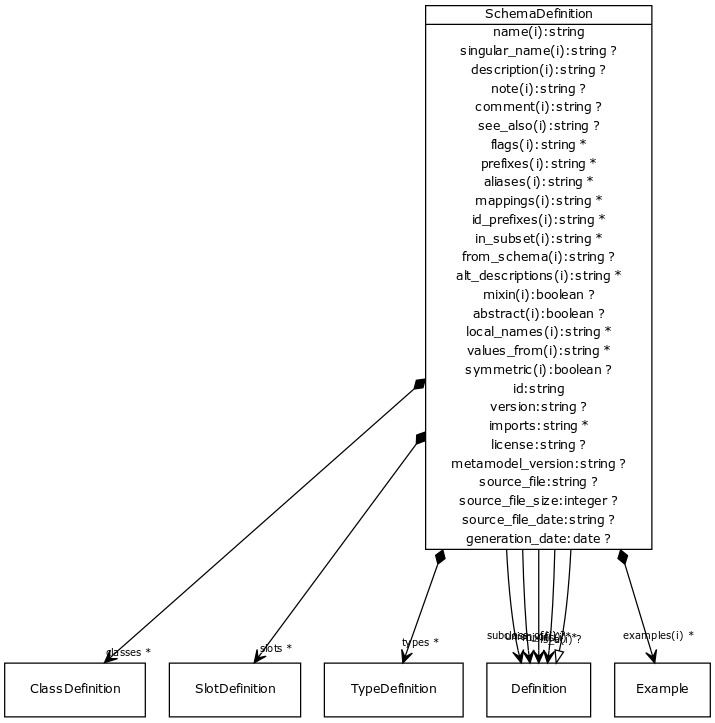 SchemaDefinition
name(i):string
singular_name(i):string ?
description(i):string ?
note(i):string ?
comment(i):string ?
see_also(i):string ?
flags(i):string *
prefixes(i):string *
aliases(i):string *
mappings(i):string *
id_prefixes(i):string *
in_subset(i):string *
from_schema(i):string ?
alt_descriptions(i):string *
mixin(i):boolean ?
abstract(i):boolean ?
local_names(i):string *
values_from(i):string *
symmetric(i):boolean ?
id:string
version:string ?
imports:string *
license:string ?
metamodel_version:string ?
source_file:string ?
source_file_size:integer ?
source_file_date:string ?
generation_date:date ?
classes *
slots *
types *
examples(i) *
ClassDefinition
SlotDefinition
TypeDefinition
Definition
Example